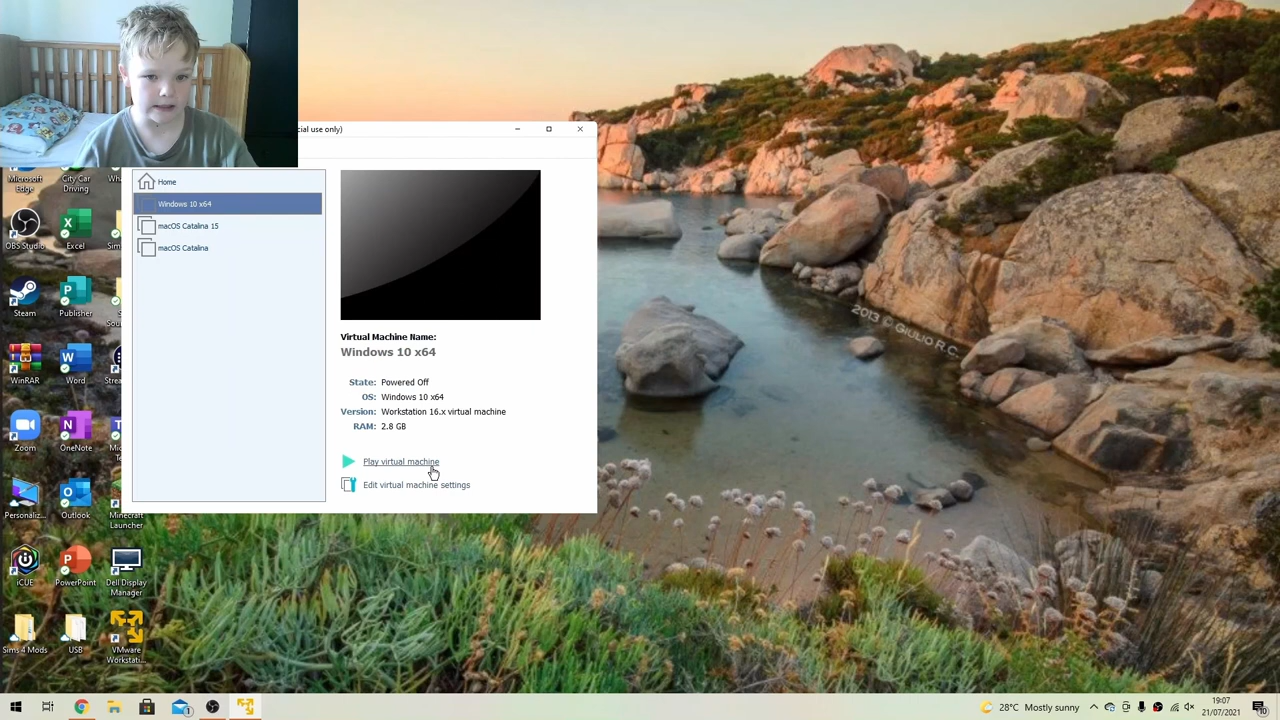 cial use only)
Home
Windows 10 x64
macOS Catalina 15
macOS Catalina
Virtual Machine Name:
Windows 10 x64
State: Powered Off
OS: Windows 10 x64
Version: Workstation 16.x virtual machine
RAM: 2.8 GB
Play virtual machine
Edit virtual machine settings
Microsoft
Edge
City Car
Driving
OBS Studio
Excel
Sim...
Steam
Publisher
WinRAR
Word
Zoom
OneNote
Personaliz...
Outlook
Minecraft
Launcher
iCUE
PowerPoint
Dell Display
Manager
Sims 4 Mods
USB
VMware
Workstati...
2013 © GIULIO R.C.
28°C Mostly sunny
19:07
21/07/2021
1
10